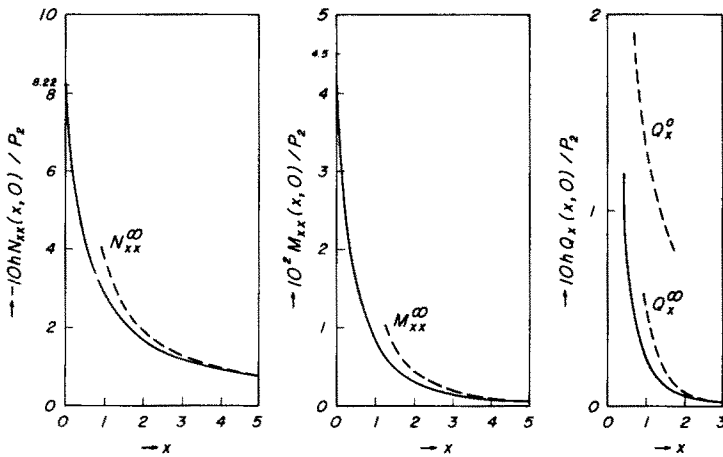 → -10hN_xx(x,0)/P_2
10
8.22
8
6
4
2
0
N_xx^∞
0 1 2 3 4 5
→ x
→ 10^2 M_xx(x,0)/P_2
5
4.5
4
3
2
1
0
M_xx^∞
0 1 2 3 4 5
→ x
→ 10hQ_x(x,0)/P_2
2
1
0
Q_x^0
Q_x^∞
0 1 2 3
→ x